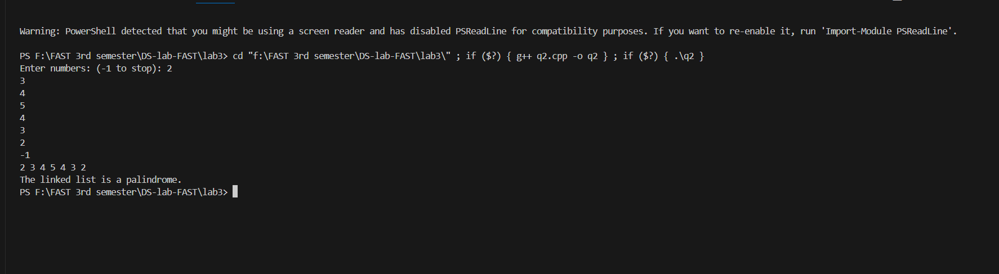 Warning: PowerShell detected that you might be using a screen reader and has disabled PSReadLine for compatibility purposes. If you want to re-enable it, run 'Import-Module PSReadLine'.
PS F:\FAST 3rd semester\DS-lab-FAST\lab3> cd "f:\FAST 3rd semester\DS-lab-FAST\lab3\" ; if ($?) { g++ q2.cpp -o q2 } ; if ($?) { .\q2 }
Enter numbers: (-1 to stop): 2
3
4
5
4
3
2
-1
2 3 4 5 4 3 2
The linked list is a palindrome.
PS F:\FAST 3rd semester\DS-lab-FAST\lab3>